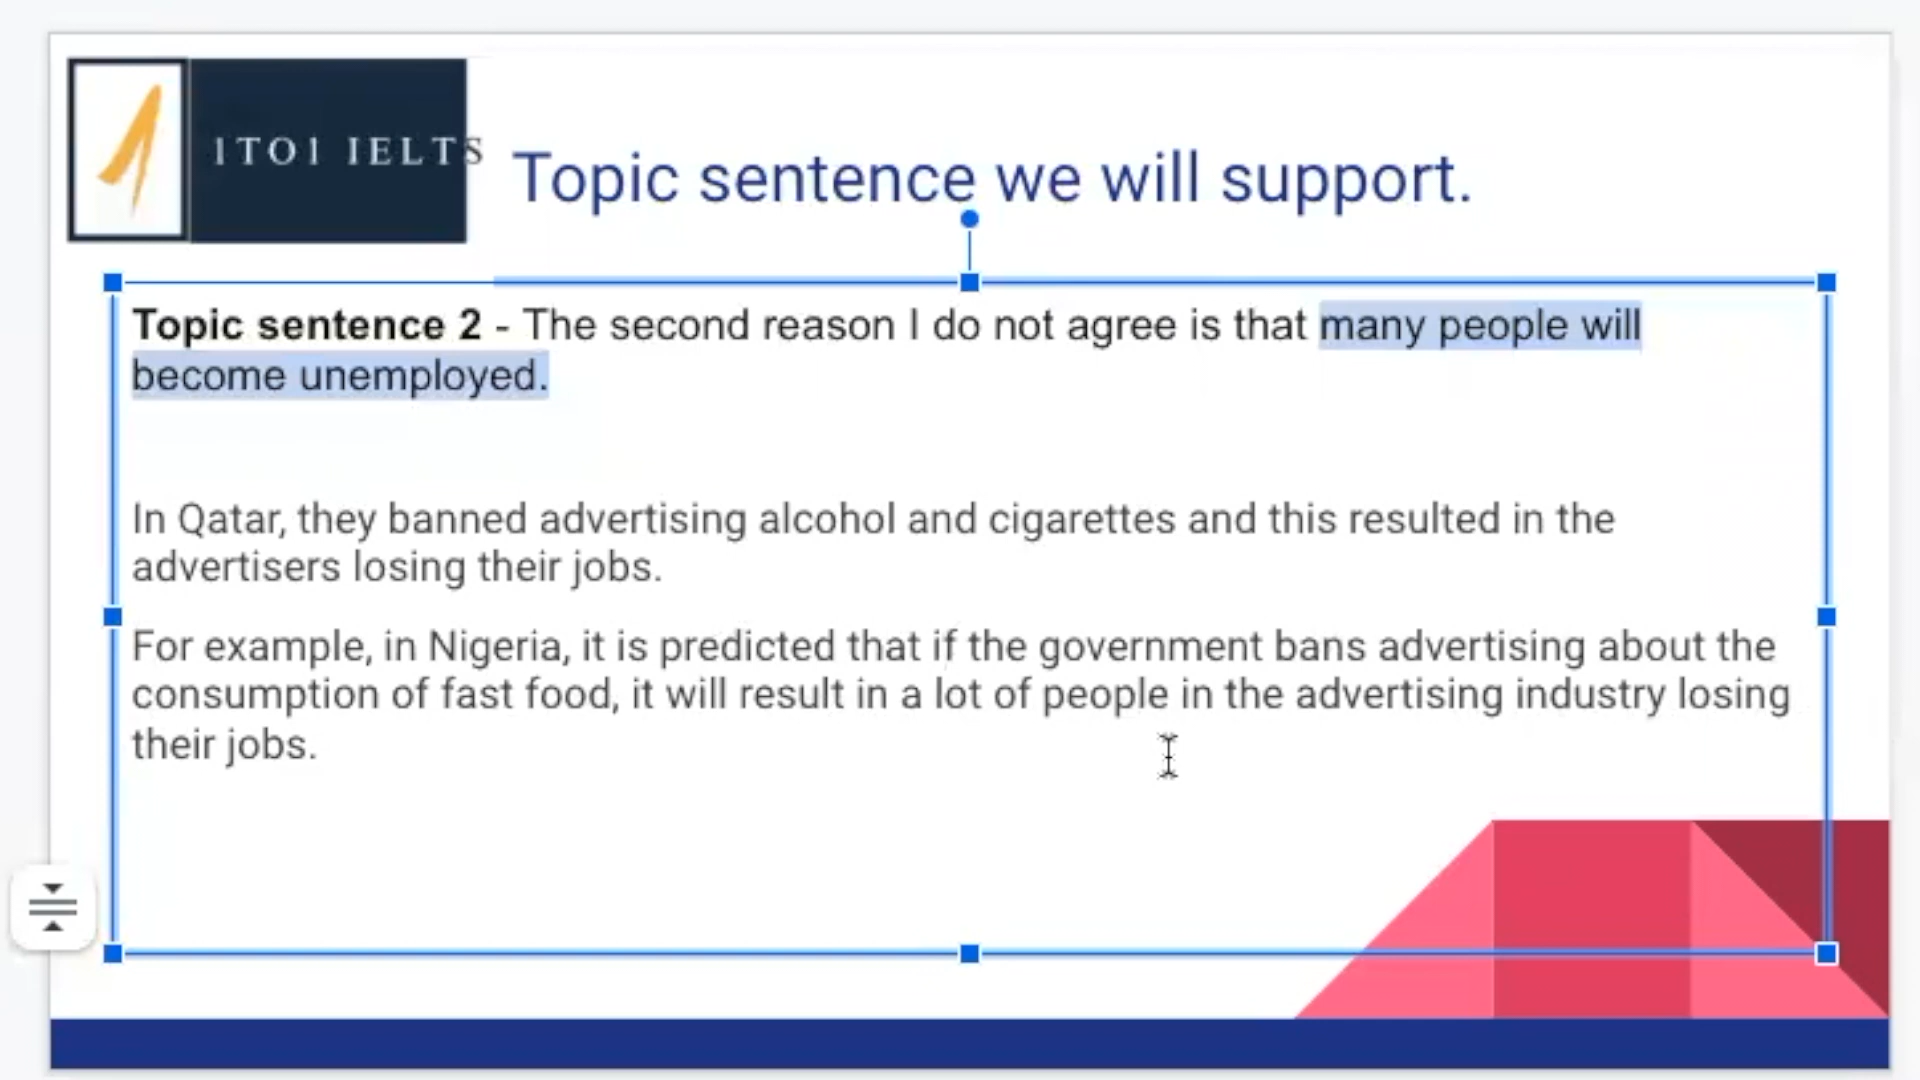 1TO1 IELTS
Topic sentence we will support.
Topic sentence 2 - The second reason I do not agree is that many people will
become unemployed.
In Qatar, they banned advertising alcohol and cigarettes and this resulted in the
advertisers losing their jobs.
For example, in Nigeria, it is predicted that if the government bans advertising about the
consumption of fast food, it will result in a lot of people in the advertising industry losing
their jobs.